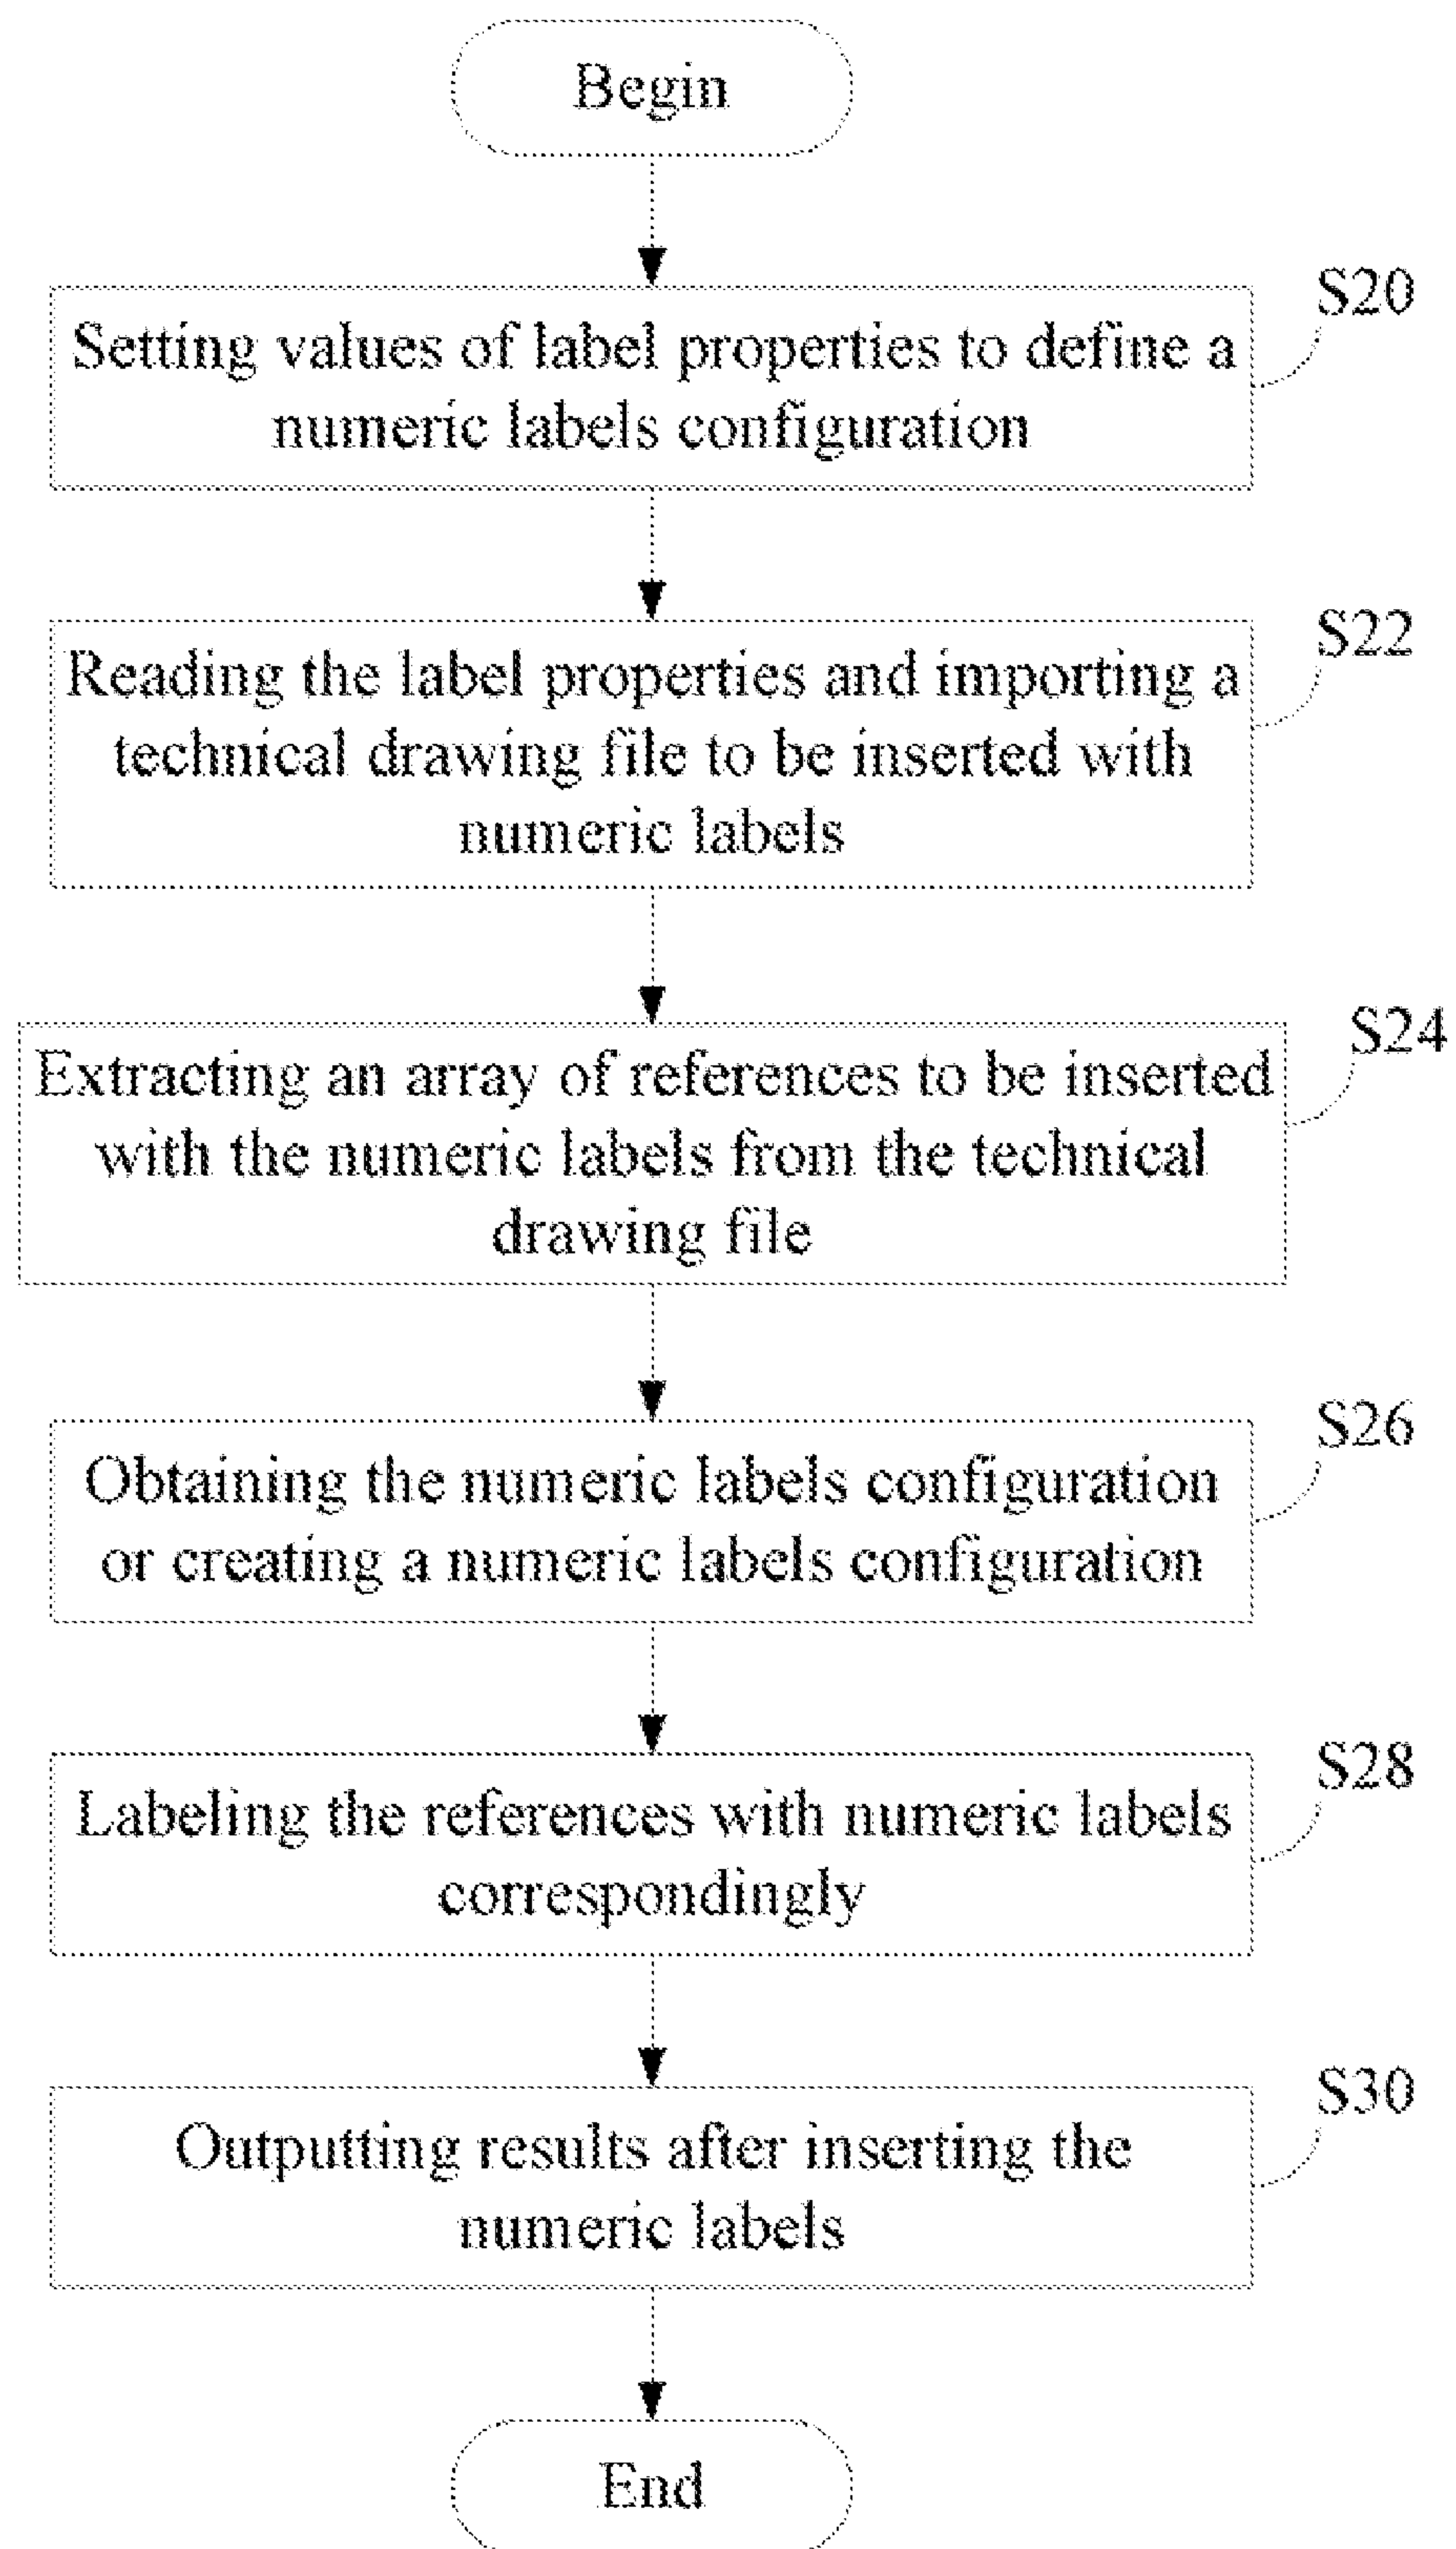 Begin
S20
Setting values of label properties to define a
numeric labels configuration
S22
Reading the label properties and importing a
technical drawing file to be inserted with
numeric labels
S24
Extracting an array of references to be inserted
with the numeric labels from the technical
drawing file
S26
Obtaining the numeric labels configuration
or creating a numeric labels configuration
S28
Labeling the references with numeric labels
correspondingly
S30
Outputting results after inserting the
numeric labels
End